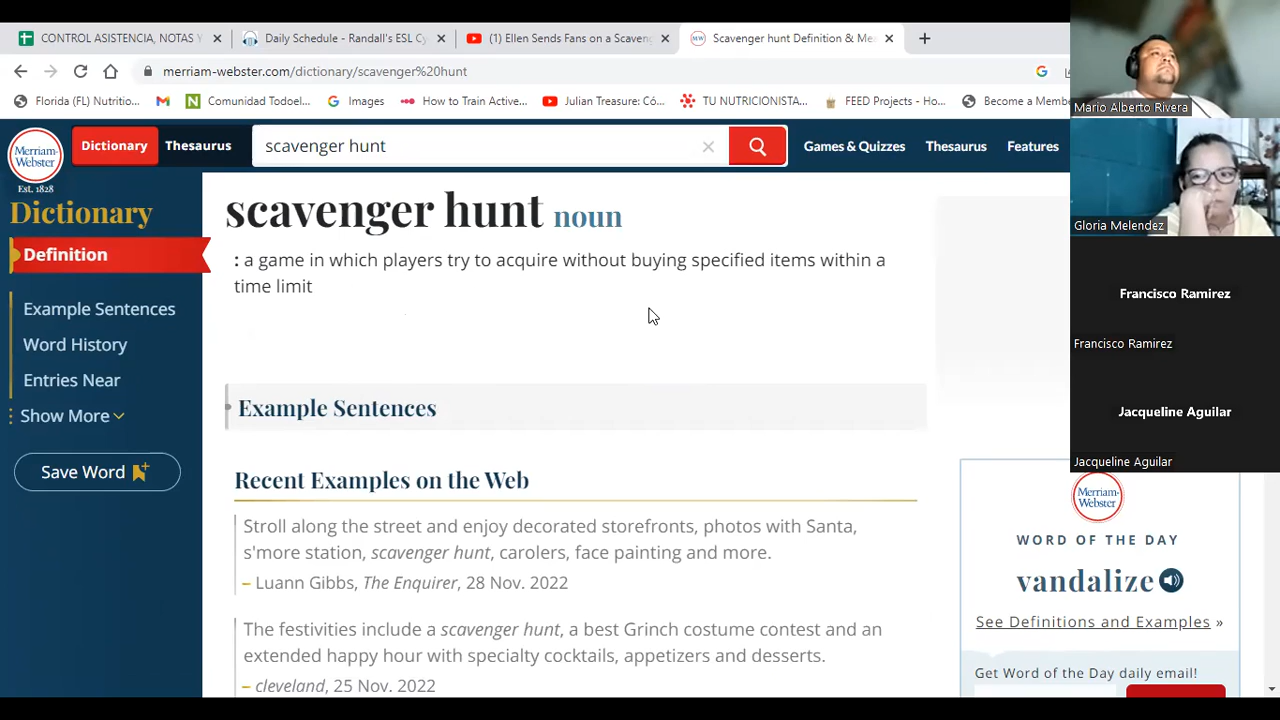 CONTROL ASISTENCIA, NOTAS Y
Daily Schedule - Randall's ESL Cy
(1) Ellen Sends Fans on a Scaveng
Scavenger hunt Definition & Me
merriam-webster.com/dictionary/scavenger%20hunt
Florida (FL) Nutritio...
Comunidad Todoel...
Images
How to Train Active...
Julian Treasure: Có...
TU NUTRICIONISTA...
FEED Projects - Ho...
Become a Membe
Merriam-
Webster
Est. 1828
Dictionary
Thesaurus
scavenger hunt
Games & Quizzes
Thesaurus
Features
Dictionary
Definition
Example Sentences
Word History
Entries Near
Show More
Save Word
scavenger hunt noun
: a game in which players try to acquire without buying specified items within a
time limit
Example Sentences
Recent Examples on the Web
Stroll along the street and enjoy decorated storefronts, photos with Santa,
s'more station, scavenger hunt, carolers, face painting and more.
– Luann Gibbs, The Enquirer, 28 Nov. 2022
The festivities include a scavenger hunt, a best Grinch costume contest and an
extended happy hour with specialty cocktails, appetizers and desserts.
– cleveland, 25 Nov. 2022
Mario Alberto Rivera
Gloria Melendez
Francisco Ramirez
Francisco Ramirez
Jacqueline Aguilar
Jacqueline Aguilar
Merriam-
Webster
WORD OF THE DAY
vandalize
See Definitions and Examples »
Get Word of the Day daily email!